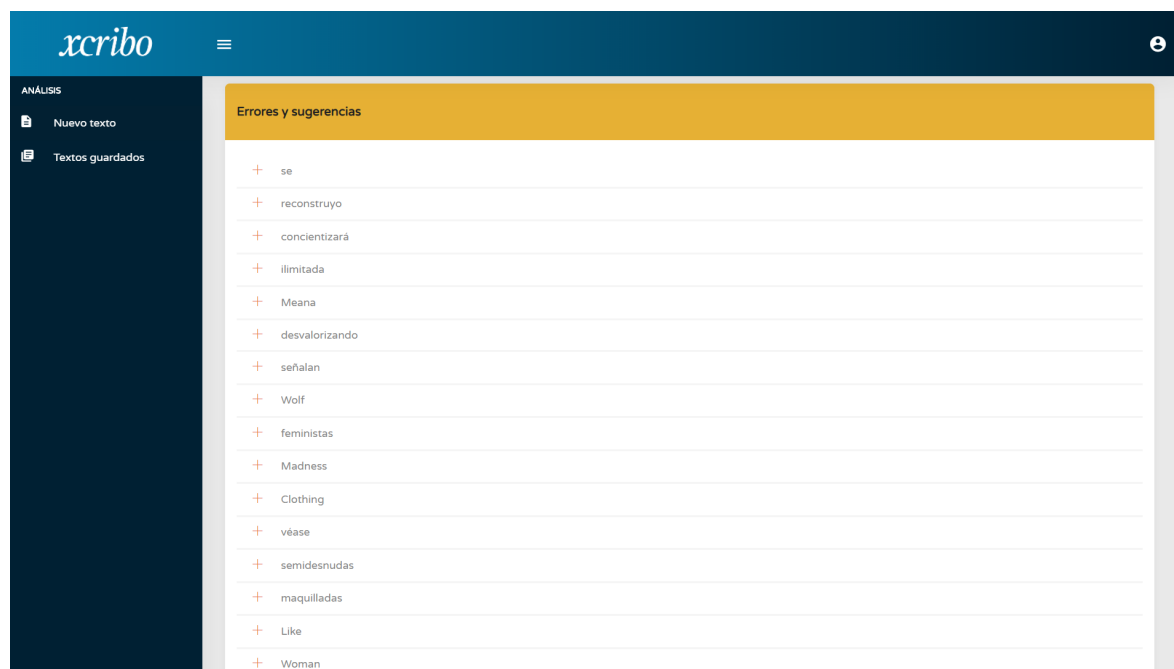 xcribo
ANÁLISIS
Nuevo texto
Textos guardados
Errores y sugerencias
se
reconstruyo
concientizará
ilimitada
Meana
desvalorizando
señalan
Wolf
feministas
Madness
Clothing
véase
semidesnudas
maquilladas
Like
Woman